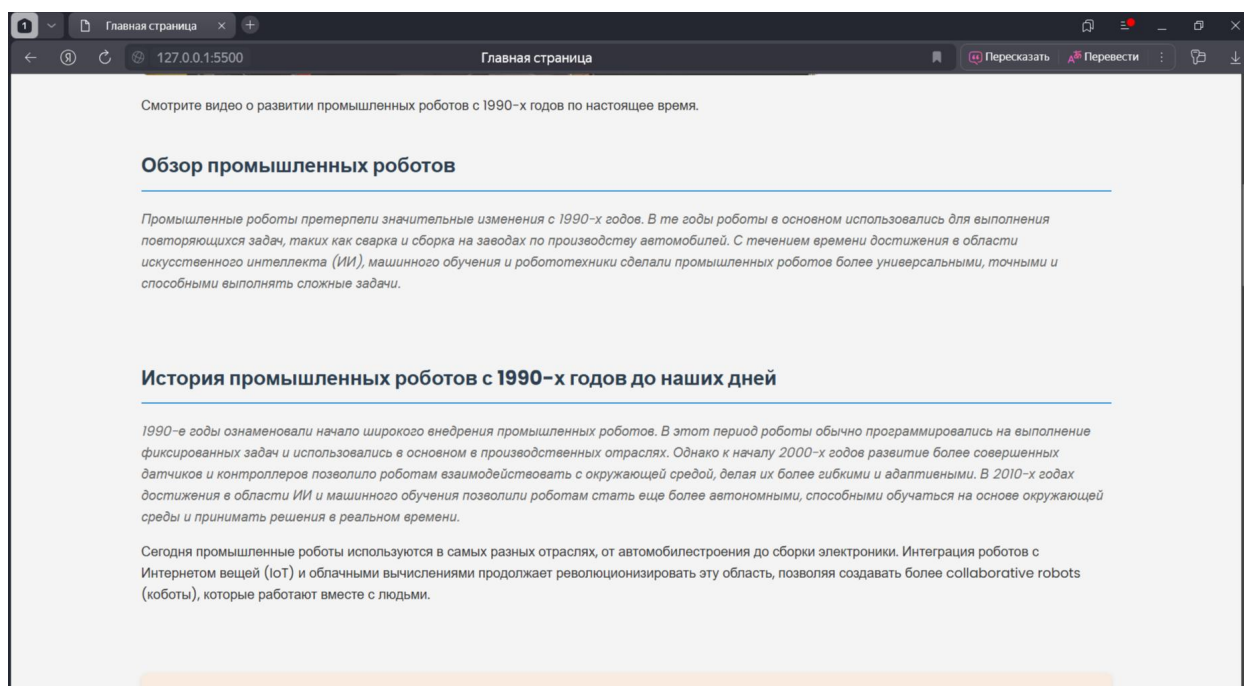 1
Главная страница
127.0.0.1:5500
Главная страница
Пересказать
Перевести
Смотрите видео о развитии промышленных роботов с 1990-х годов по настоящее время.
Обзор промышленных роботов
Промышленные роботы претерпели значительные изменения с 1990-х годов. В те годы роботы в основном использовались для выполнения
повторяющихся задач, таких как сварка и сборка на заводах по производству автомобилей. С течением времени достижения в области
искусственного интеллекта (ИИ), машинного обучения и робототехники сделали промышленных роботов более универсальными, точными и
способными выполнять сложные задачи.
История промышленных роботов с 1990-х годов до наших дней
1990-е годы ознаменовали начало широкого внедрения промышленных роботов. В этот период роботы обычно программировались на выполнение
фиксированных задач и использовались в основном в производственных отраслях. Однако к началу 2000-х годов развитие более совершенных
датчиков и контроллеров позволило роботам взаимодействовать с окружающей средой, делая их более гибкими и адаптивными. В 2010-х годах
достижения в области ИИ и машинного обучения позволили роботам стать еще более автономными, способными обучаться на основе окружающей
среды и принимать решения в реальном времени.
Сегодня промышленные роботы используются в самых разных отраслях, от автомобилестроения до сборки электроники. Интеграция роботов с
Интернетом вещей (IoT) и облачными вычислениями продолжает революционизировать эту область, позволяя создавать более collaborative robots
(коботы), которые работают вместе с людьми.